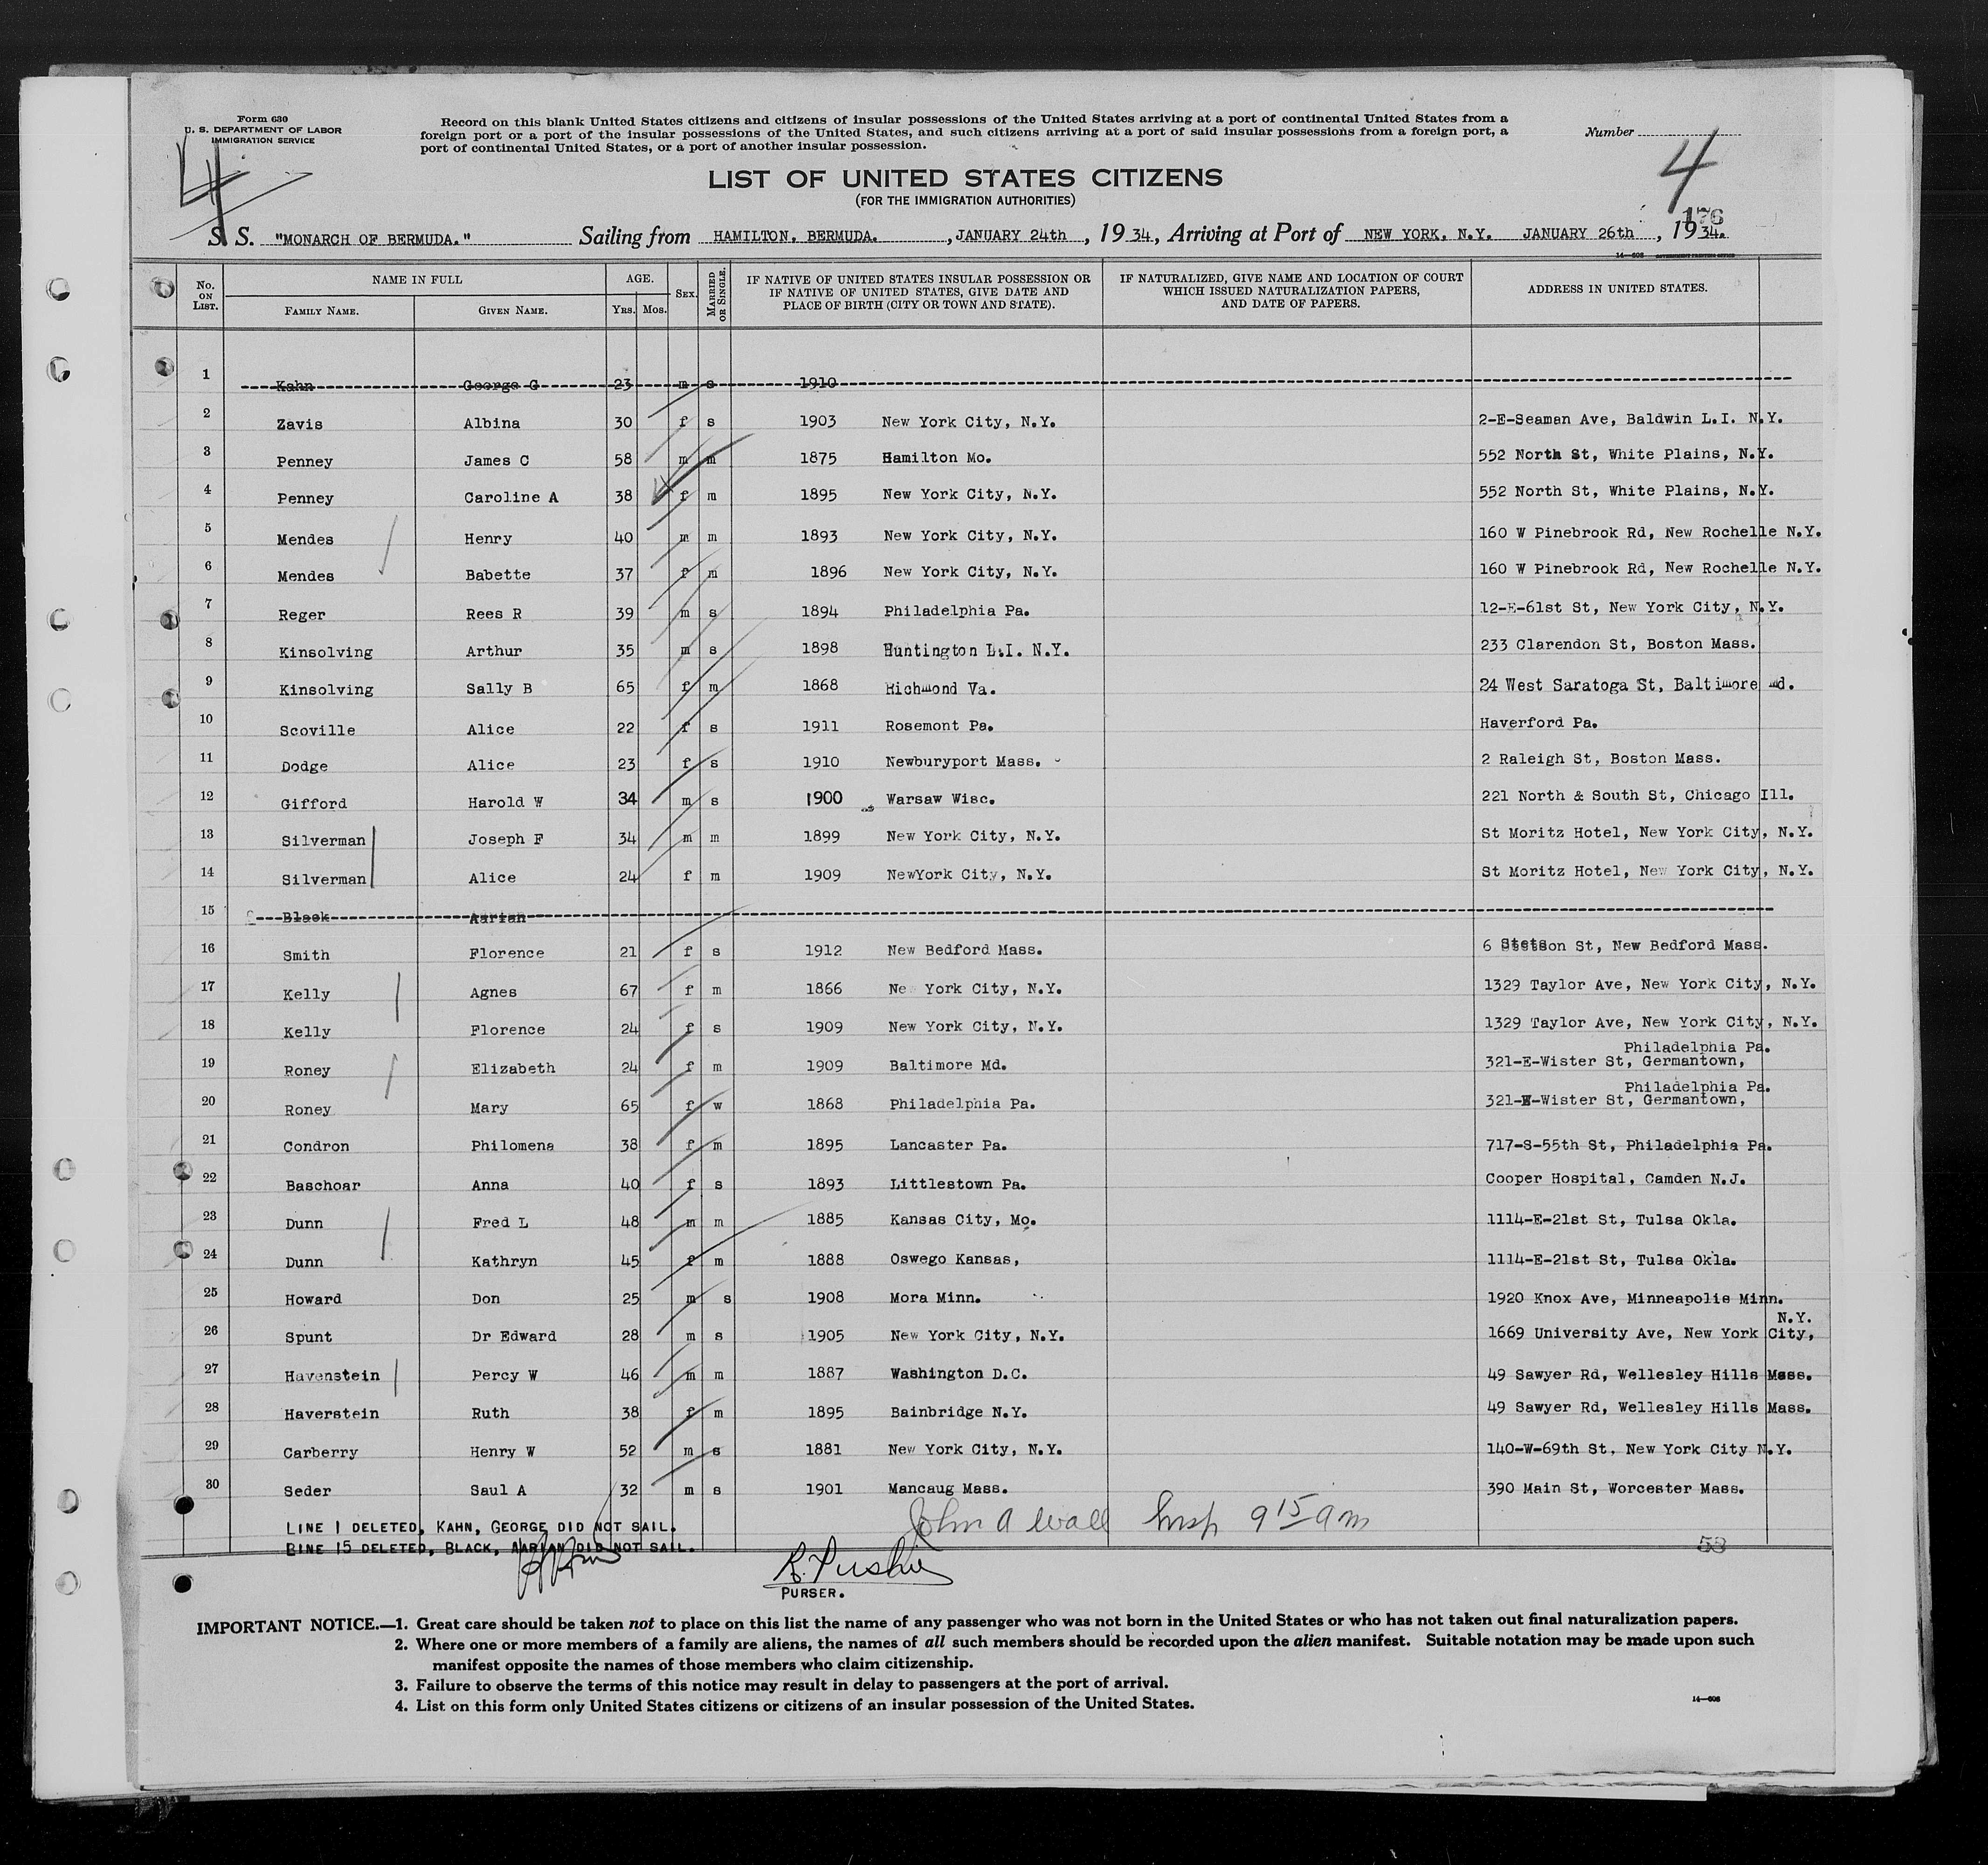 Form 630
U. S. DEPARTMENT OF LABOR
IMMIGRATION SERVICE
Record on this blank United States citizens and citizens of insular possessions of the United States arriving at a port of continental United States from a
foreign port or a port of the insular possessions of the United States, and such citizens arriving at a port of said insular possessions from a foreign port, a
port of continental United States, or a port of another insular possession.
Number
4
4
LIST OF UNITED STATES CITIZENS
(FOR THE IMMIGRATION AUTHORITIES)
176
S. S. "MONARCH OF BERMUDA." Sailing from HAMILTON, BERMUDA. , JANUARY 24th , 19 34, Arriving at Port of NEW YORK, N.Y. JANUARY 26th , 19 34.
14—608 GOVERNMENT PRINTING OFFICE
No. ON LIST. NAME IN FULL AGE. SEX. MARRIED OR SINGLE. IF NATIVE OF UNITED STATES INSULAR POSSESSION OR IF NATIVE OF UNITED STATES, GIVE DATE AND PLACE OF BIRTH (CITY OR TOWN AND STATE). IF NATURALIZED, GIVE NAME AND LOCATION OF COURT WHICH ISSUED NATURALIZATION PAPERS, AND DATE OF PAPERS. ADDRESS IN UNITED STATES.
FAMILY NAME. GIVEN NAME. YRS. MOS.
1 Kahn George G 23 m s 1910
2 Zavis Albina 30 f s 1903 New York City, N.Y. 2-E-Seaman Ave, Baldwin L.I. N.Y.
3 Penney James C 58 m m 1875 Hamilton Mo. 552 North St, White Plains, N.Y.
4 Penney Caroline A 38 f m 1895 New York City, N.Y. 552 North St, White Plains, N.Y.
5 Mendes Henry 40 m m 1893 New York City, N.Y. 160 W Pinebrook Rd, New Rochelle N.Y.
6 Mendes Babette 37 f m 1896 New York City, N.Y. 160 W Pinebrook Rd, New Rochelle N.Y.
7 Reger Rees R 39 m s 1894 Philadelphia Pa. 12-E-61st St, New York City, N.Y.
8 Kinsolving Arthur 35 m s 1898 Huntington L.I. N.Y. 233 Clarendon St, Boston Mass.
9 Kinsolving Sally B 65 f m 1868 Richmond Va. 24 West Saratoga St, Baltimore Md.
10 Scoville Alice 22 f s 1911 Rosemont Pa. Haverford Pa.
11 Dodge Alice 23 f s 1910 Newburyport Mass. 2 Raleigh St, Boston Mass.
12 Gifford Harold W 34 m s 1900 Warsaw Wisc. 221 North & South St, Chicago Ill.
13 Silverman Joseph F 34 m m 1899 New York City, N.Y. St Moritz Hotel, New York City, N.Y.
14 Silverman Alice 24 f m 1909 NewYork City, N.Y. St Moritz Hotel, New York City, N.Y.
15 Black Aarian
16 Smith Florence 21 f s 1912 New Bedford Mass. 6 Stetson St, New Bedford Mass.
17 Kelly Agnes 67 f m 1866 New York City, N.Y. 1329 Taylor Ave, New York City, N.Y.
18 Kelly Florence 24 f s 1909 New York City, N.Y. 1329 Taylor Ave, New York City, N.Y.
Philadelphia Pa.
19 Roney Elizabeth 24 f m 1909 Baltimore Md. 321-E-Wister St, Germantown,
Philadelphia Pa.
20 Roney Mary 65 f w 1868 Philadelphia Pa. 321-E-Wister St, Germantown,
21 Condron Philomena 38 f m 1895 Lancaster Pa. 717-S-55th St, Philadelphia Pa.
22 Baschoar Anna 40 f s 1893 Littlestown Pa. Cooper Hospital, Camden N.J.
23 Dunn Fred L 48 m m 1885 Kansas City, Mo. 1114-E-21st St, Tulsa Okla.
24 Dunn Kathryn 45 f m 1888 Oswego Kansas, 1114-E-21st St, Tulsa Okla.
25 Howard Don 25 m s 1908 Mora Minn. 1920 Knox Ave, Minneapolis Minn.
N.Y.
26 Spunt Dr Edward 28 m s 1905 New York City, N.Y. 1669 University Ave, New York City,
27 Havenstein Percy W 46 m m 1887 Washington D.C. 49 Sawyer Rd, Wellesley Hills Mass.
28 Haverstein Ruth 38 f m 1895 Bainbridge N.Y. 49 Sawyer Rd, Wellesley Hills Mass.
29 Carberry Henry W 52 m s 1881 New York City, N.Y. 140-W-69th St, New York City N.Y.
30 Seder Saul A 32 m s 1901 Mancaug Mass. 390 Main St, Worcester Mass.
John A Wall Insp 9 15 am
LINE 1 DELETED, KAHN, GEORGE DID NOT SAIL.
BINE 15 DELETED, BLACK, AARIAN DID NOT SAIL.
53
PURSER.
IMPORTANT NOTICE.—1. Great care should be taken not to place on this list the name of any passenger who was not born in the United States or who has not taken out final naturalization papers.
2. Where one or more members of a family are aliens, the names of all such members should be recorded upon the alien manifest. Suitable notation may be made upon such
manifest opposite the names of those members who claim citizenship.
3. Failure to observe the terms of this notice may result in delay to passengers at the port of arrival.
4. List on this form only United States citizens or citizens of an insular possession of the United States.
14—608